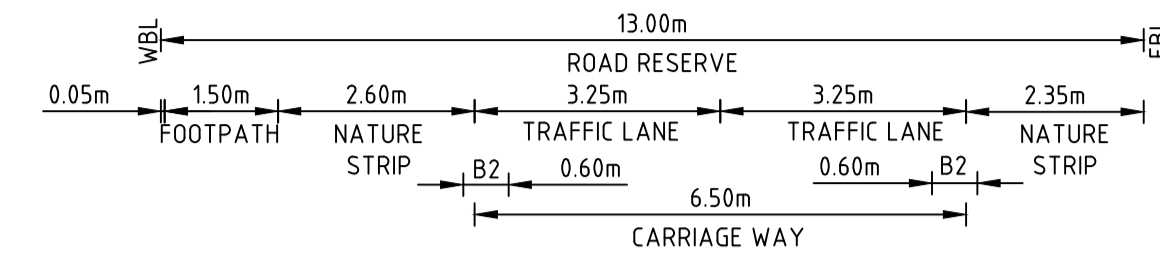 WBL
13.00m
EBL
ROAD RESERVE
0.05m 1.50m 2.60m 3.25m 3.25m 2.35m
FOOTPATH NATURE STRIP TRAFFIC LANE TRAFFIC LANE NATURE STRIP
B2 0.60m 0.60m B2
6.50m
CARRIAGE WAY